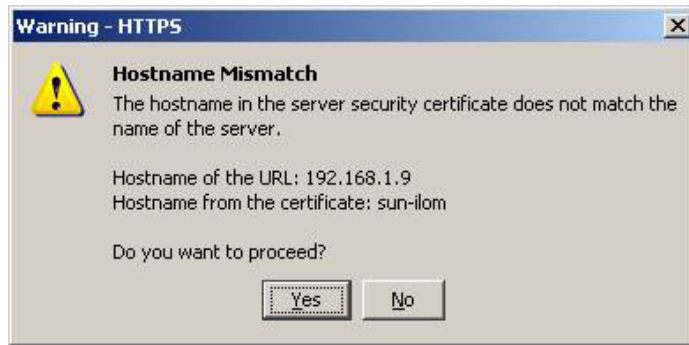 Warning - HTTPS
Hostname Mismatch
The hostname in the server security certificate does not match the
name of the server.
Hostname of the URL: 192.168.1.9
Hostname from the certificate: sun-ilom
Do you want to proceed?
Yes No